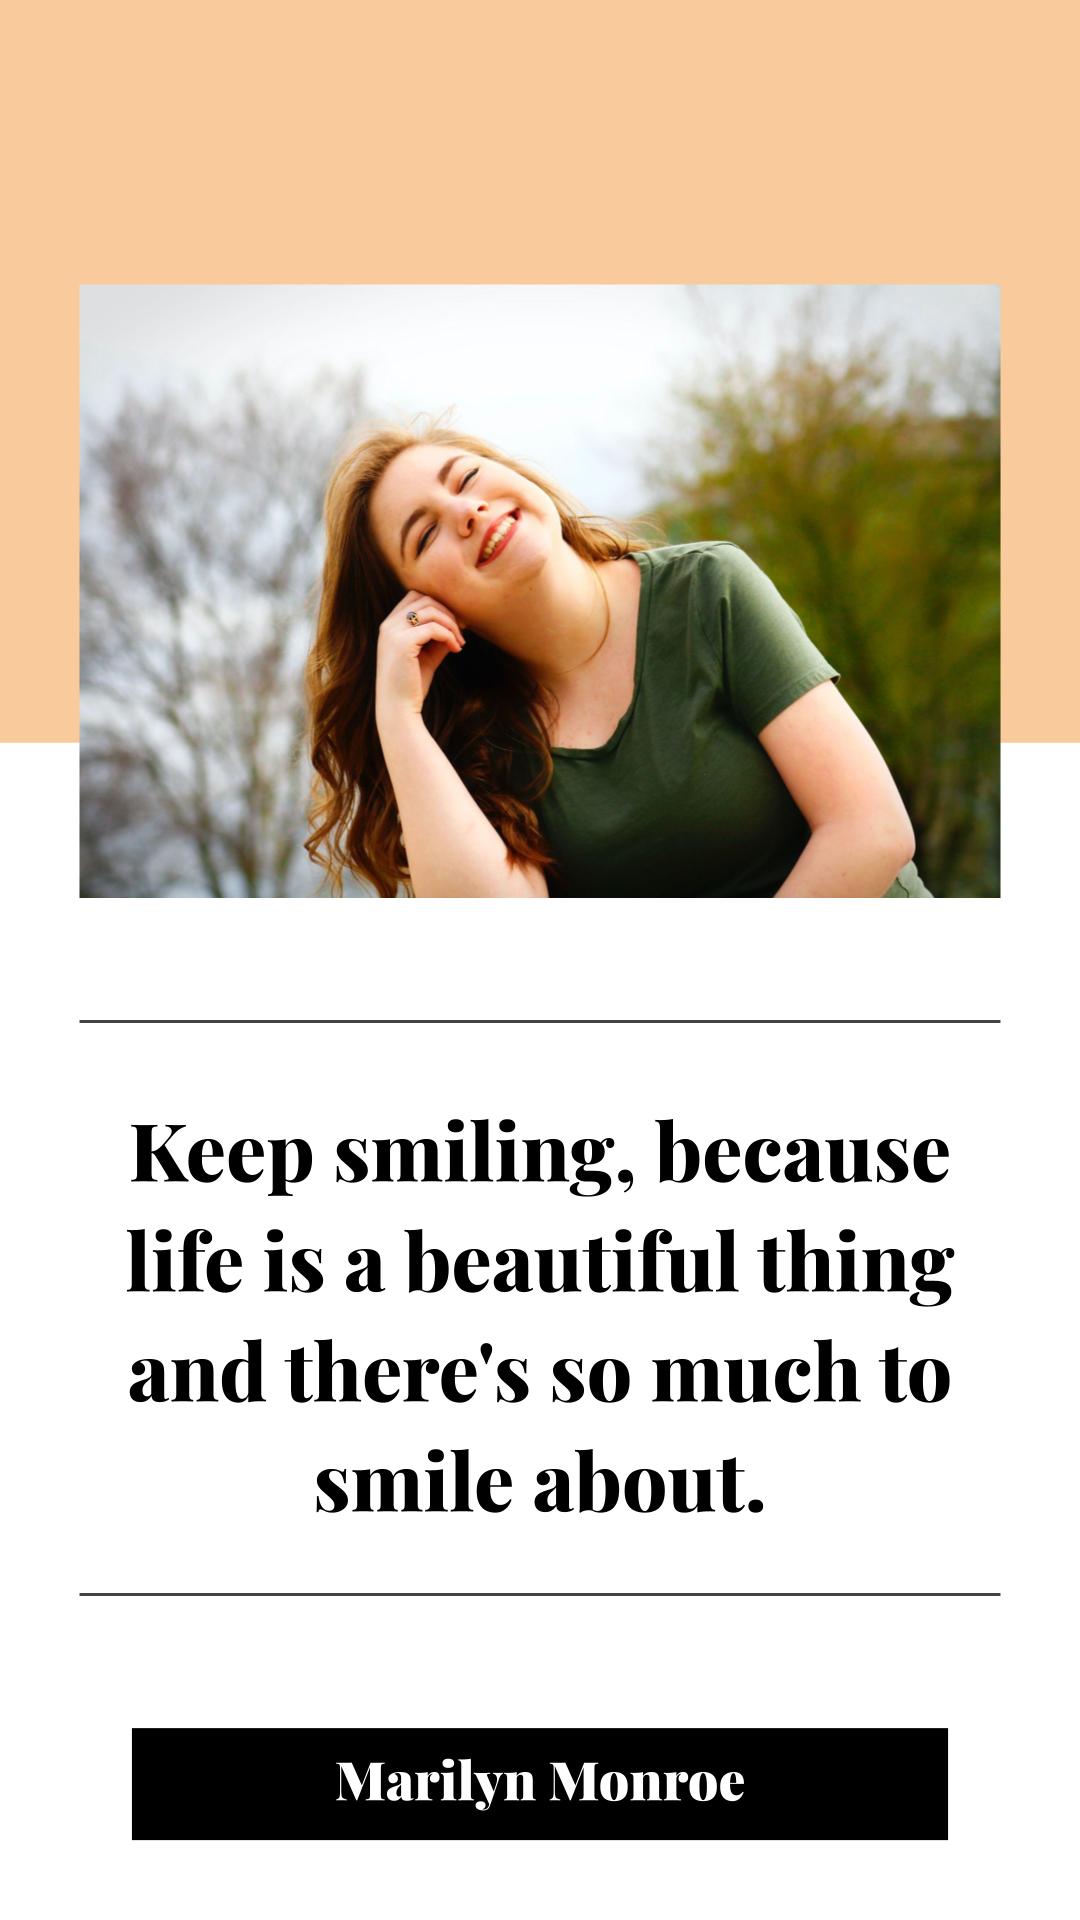 Keep smiling, because
life is a beautiful thing
and there's so much to
smile about.
Marilyn Monroe